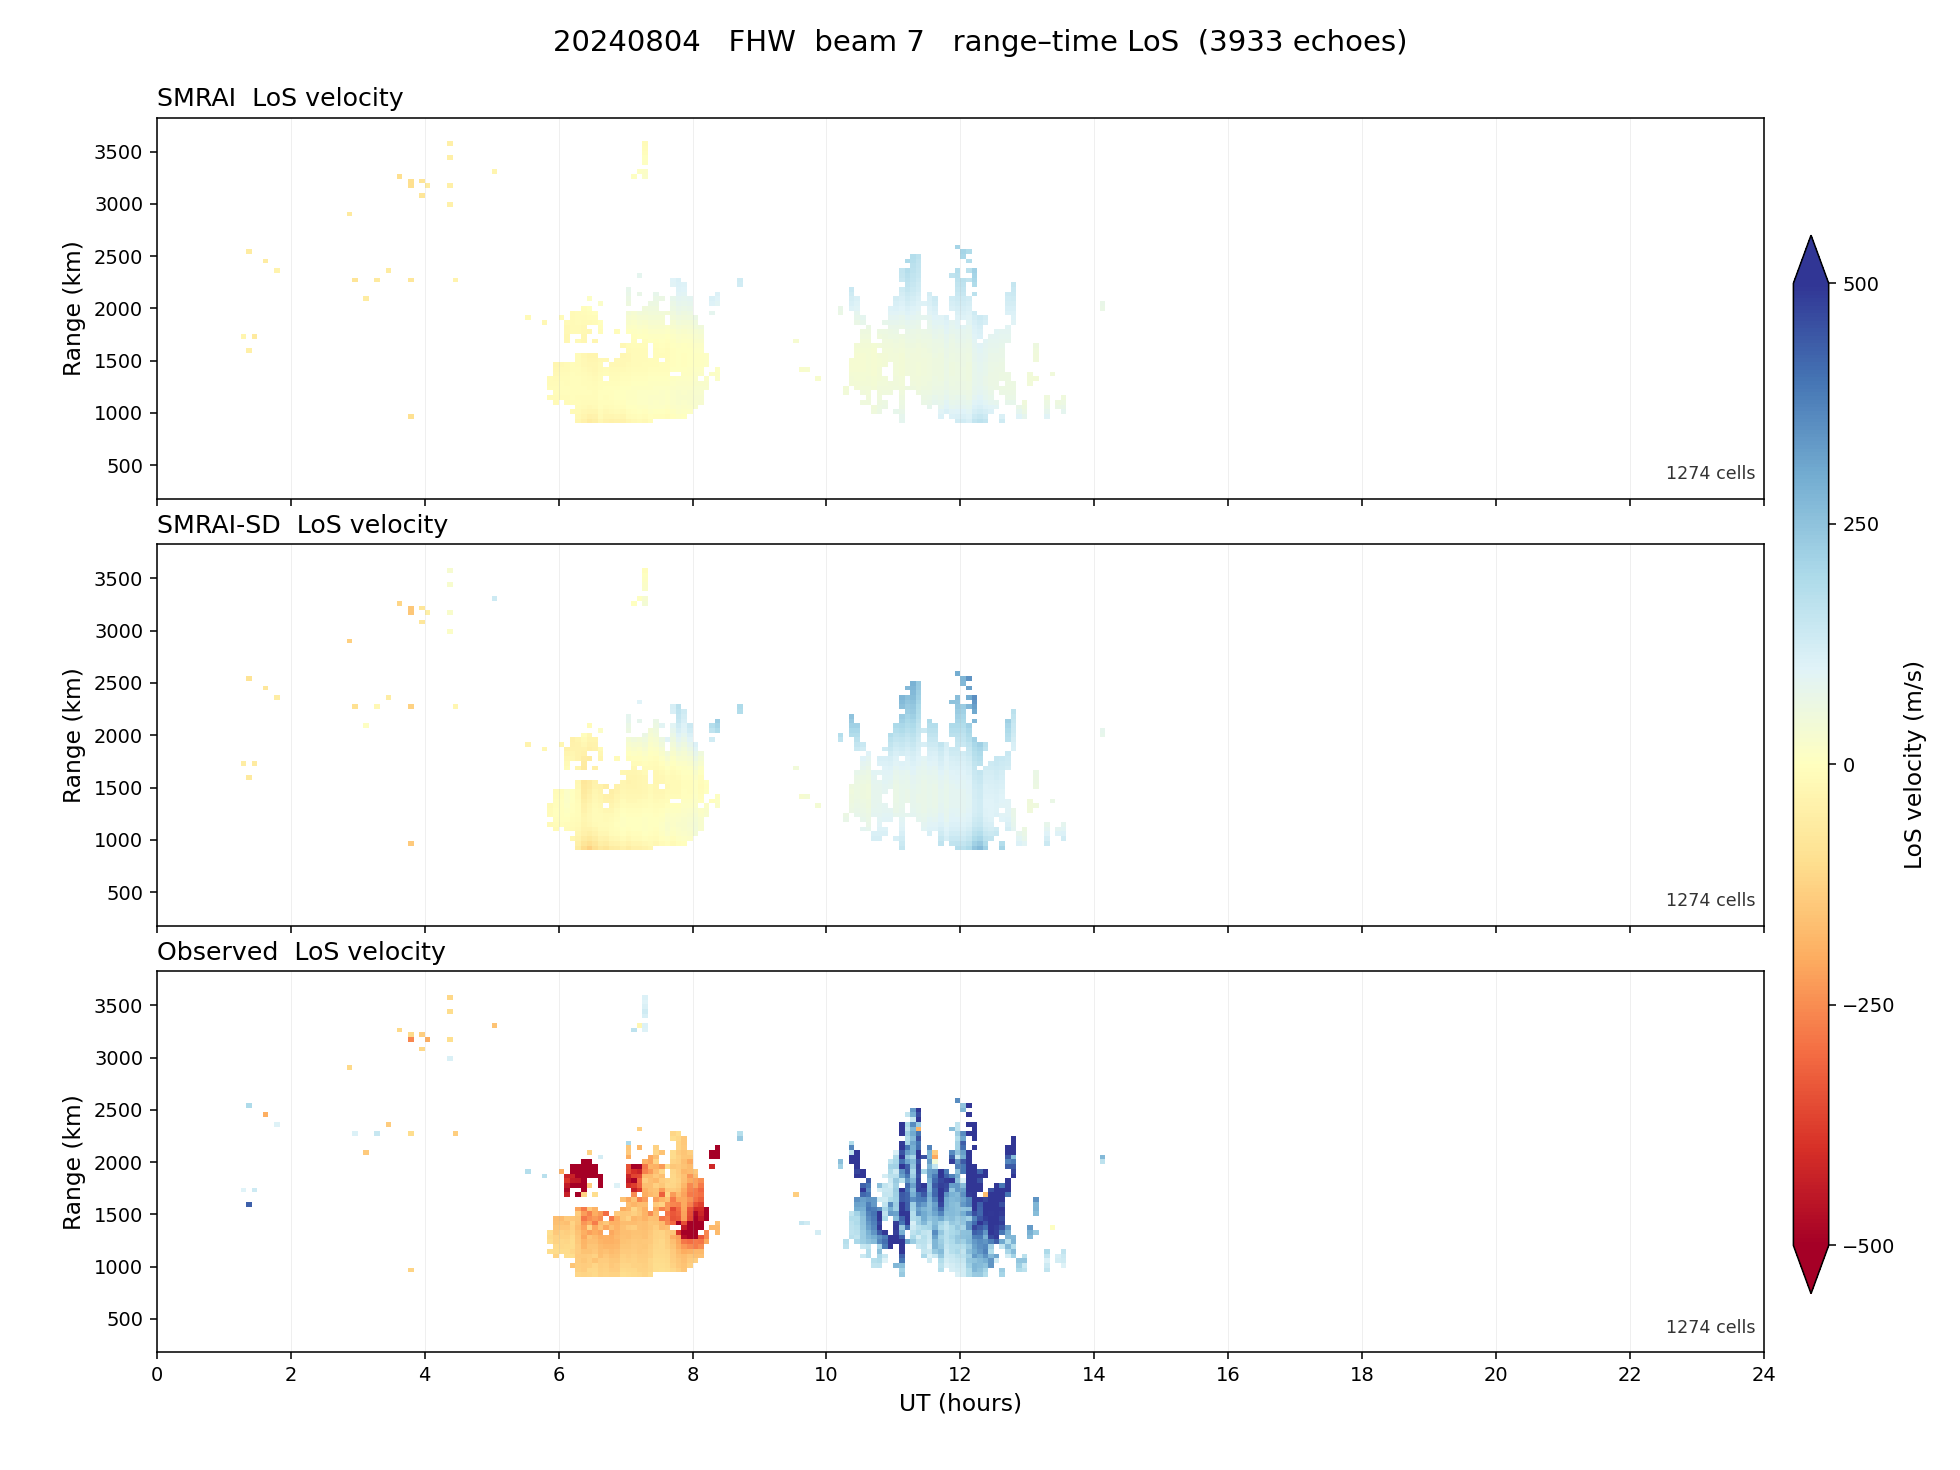 20240804   FHW  beam 7   range–time LoS  (3933 echoes)
SMRAI  LoS velocity
3500
3000
2500
2000
1500
1000
500
Range (km)
1274 cells
SMRAI-SD  LoS velocity
3500
3000
2500
2000
1500
1000
500
Range (km)
1274 cells
Observed  LoS velocity
3500
3000
2500
2000
1500
1000
500
Range (km)
1274 cells
0 2 4 6 8 10 12 14 16 18 20 22 24
UT (hours)
500
250
0
−250
−500
LoS velocity (m/s)